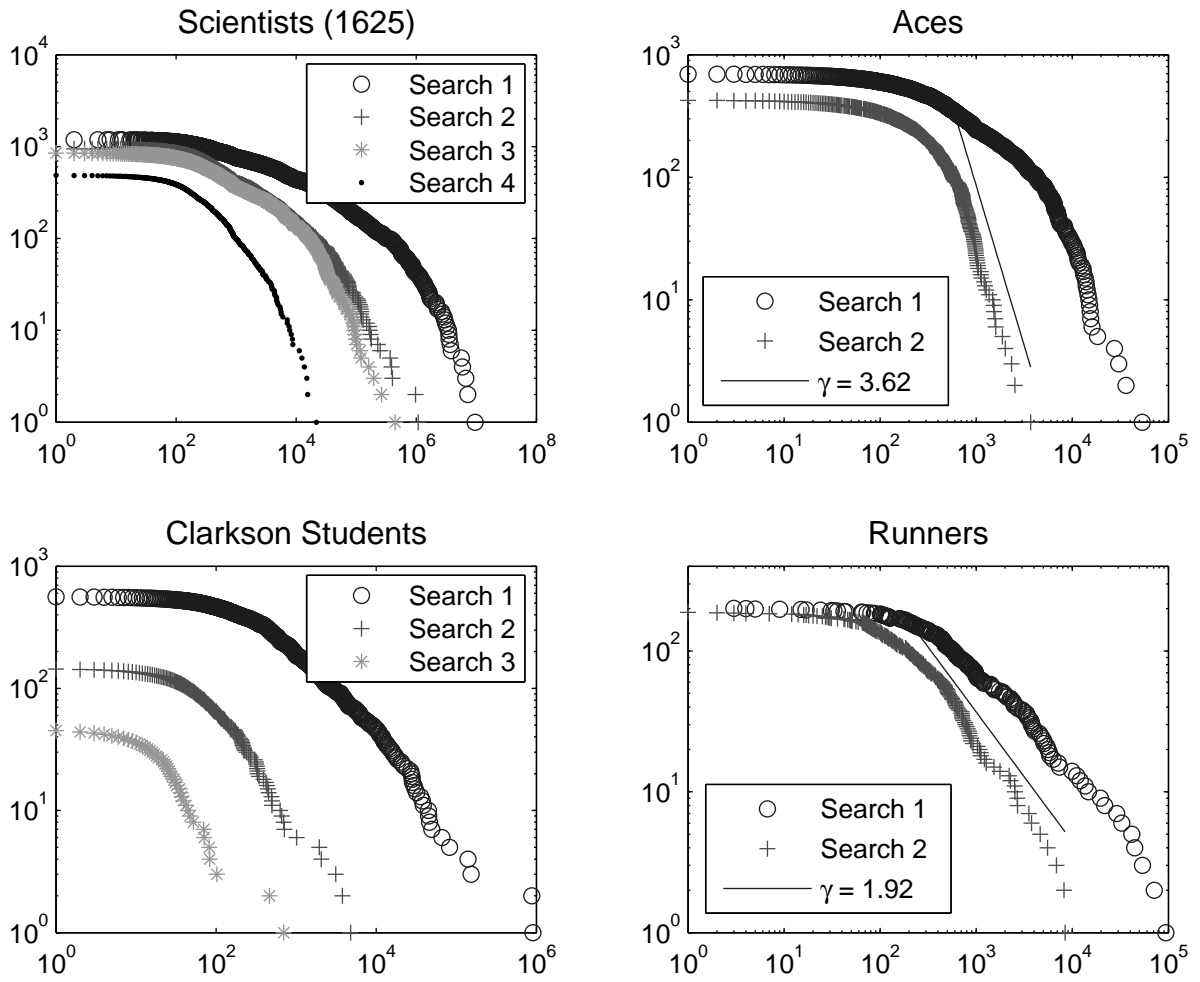 Scientists (1625)
10^4
10^3
10^2
10^1
10^0
10^0
10^2
10^4
10^6
10^8
Search 1
Search 2
Search 3
Search 4
Aces
10^3
10^2
10^1
10^0
10^0
10^1
10^2
10^3
10^4
10^5
Search 1
Search 2
γ = 3.62
Clarkson Students
10^3
10^2
10^1
10^0
10^0
10^2
10^4
10^6
Search 1
Search 2
Search 3
Runners
10^2
10^1
10^0
10^0
10^1
10^2
10^3
10^4
10^5
Search 1
Search 2
γ = 1.92